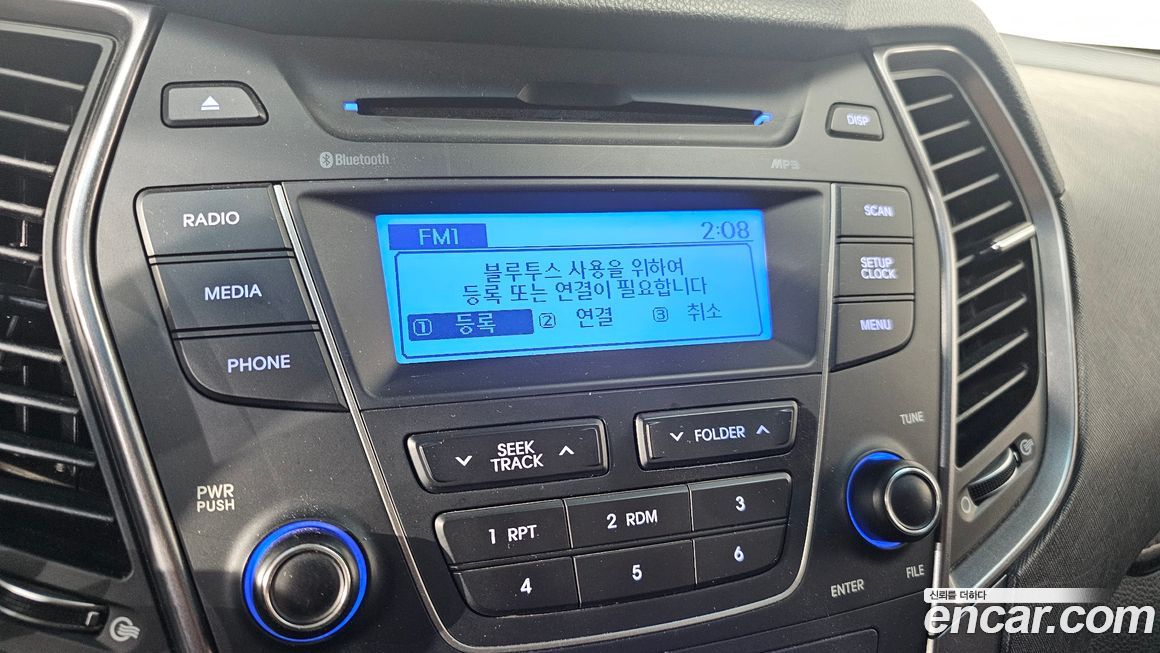 Bluetooth
MP3
DISP
RADIO
MEDIA
PHONE
FM1 2:08
블루투스 사용을 위하여
등록 또는 연결이 필요합니다
1 등록 2 연결 3 취소
SCAN
SETUP
CLOCK
MENU
SEEK
TRACK
FOLDER
TUNE
PWR
PUSH
1 RPT
2 RDM
3
4
5
6
ENTER
FILE
신뢰를 더하다
encar.com